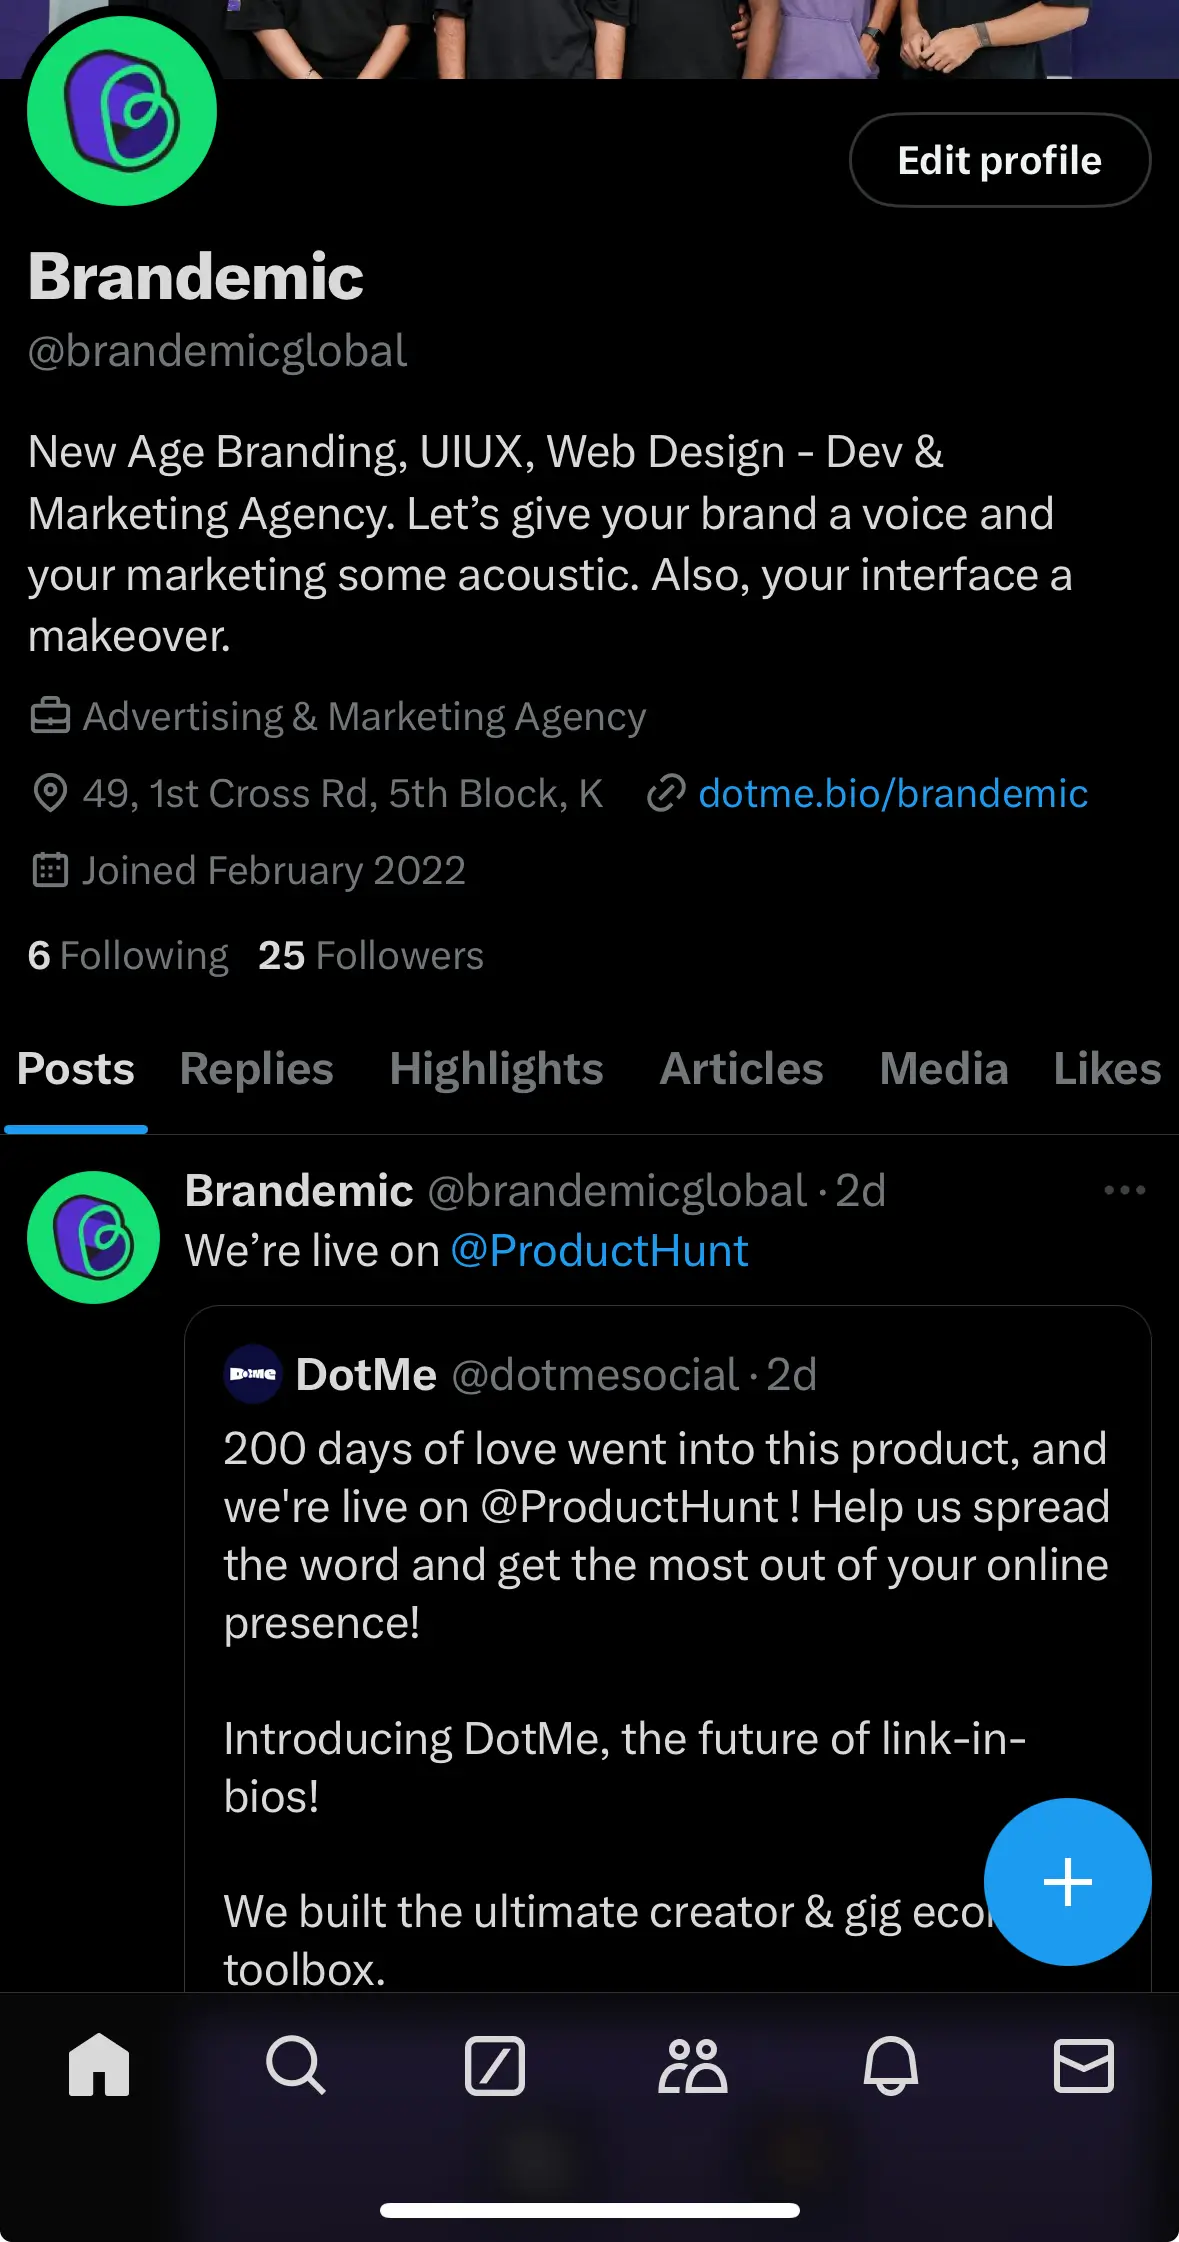 Edit profile
Brandemic
@brandemicglobal
New Age Branding, UIUX, Web Design - Dev &
Marketing Agency. Let’s give your brand a voice and
your marketing some acoustic. Also, your interface a
makeover.
Advertising & Marketing Agency
49, 1st Cross Rd, 5th Block, K dotme.bio/brandemic
Joined February 2022
6 Following 25 Followers
Posts Replies Highlights Articles Media Likes
Brandemic @brandemicglobal · 2d
We’re live on @ProductHunt
DotMe DotMe @dotmesocial · 2d
200 days of love went into this product, and
we're live on @ProductHunt ! Help us spread
the word and get the most out of your online
presence!
Introducing DotMe, the future of link-in-
bios!
We built the ultimate creator & gig eco
toolbox.